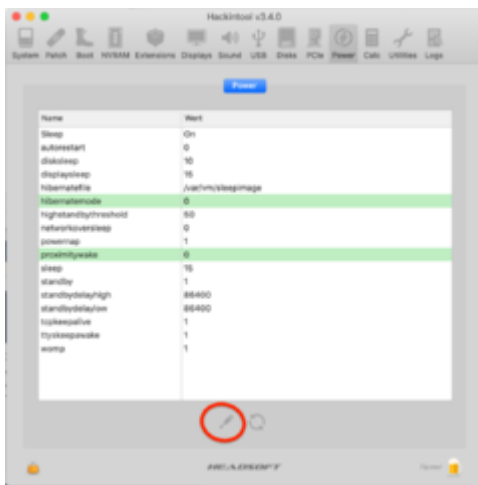 Hackintool v3.4.0
System Patch Boot NVRAM Extensions Displays Sound USB Disks PCIe Power Calc Utilities Logs
Power
Name Wert
Sleep On
autorestart 0
disksleep 10
displaysleep 15
hibernatefile /var/vm/sleepimage
hibernatemode 0
highstandbythreshold 50
networkoversleep 0
powernap 1
proximitywake 0
sleep 15
standby 1
standbydelayhigh 86400
standbydelaylow 86400
tcpkeepalive 1
ttyskeepawake 1
womp 1
HEADSOFT